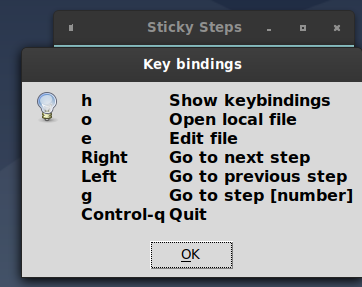 Sticky Steps
Key bindings
h Show keybindings
o Open local file
e Edit file
Right Go to next step
Left Go to previous step
g Go to step [number]
Control-q Quit
OK